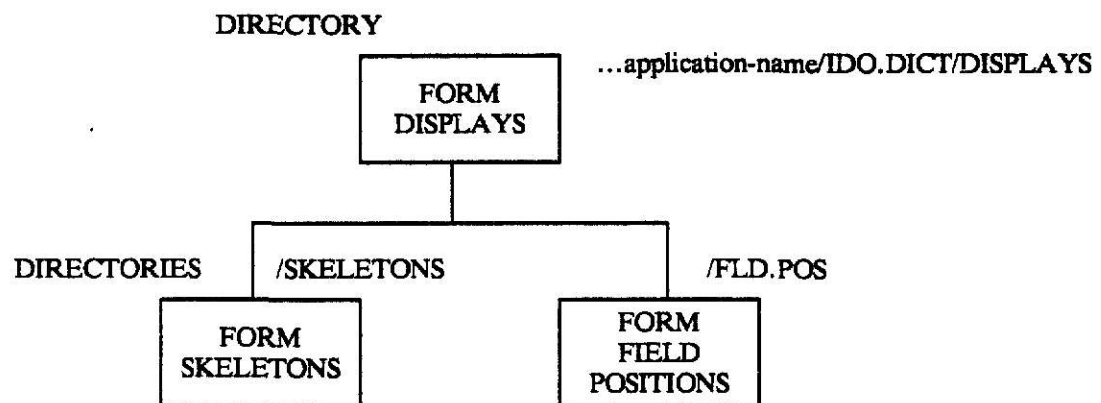 DIRECTORY
...application-name/IDO.DICT/DISPLAYS
FORM
DISPLAYS
DIRECTORIES
/SKELETONS
/FLD.POS
FORM
SKELETONS
FORM
FIELD
POSITIONS